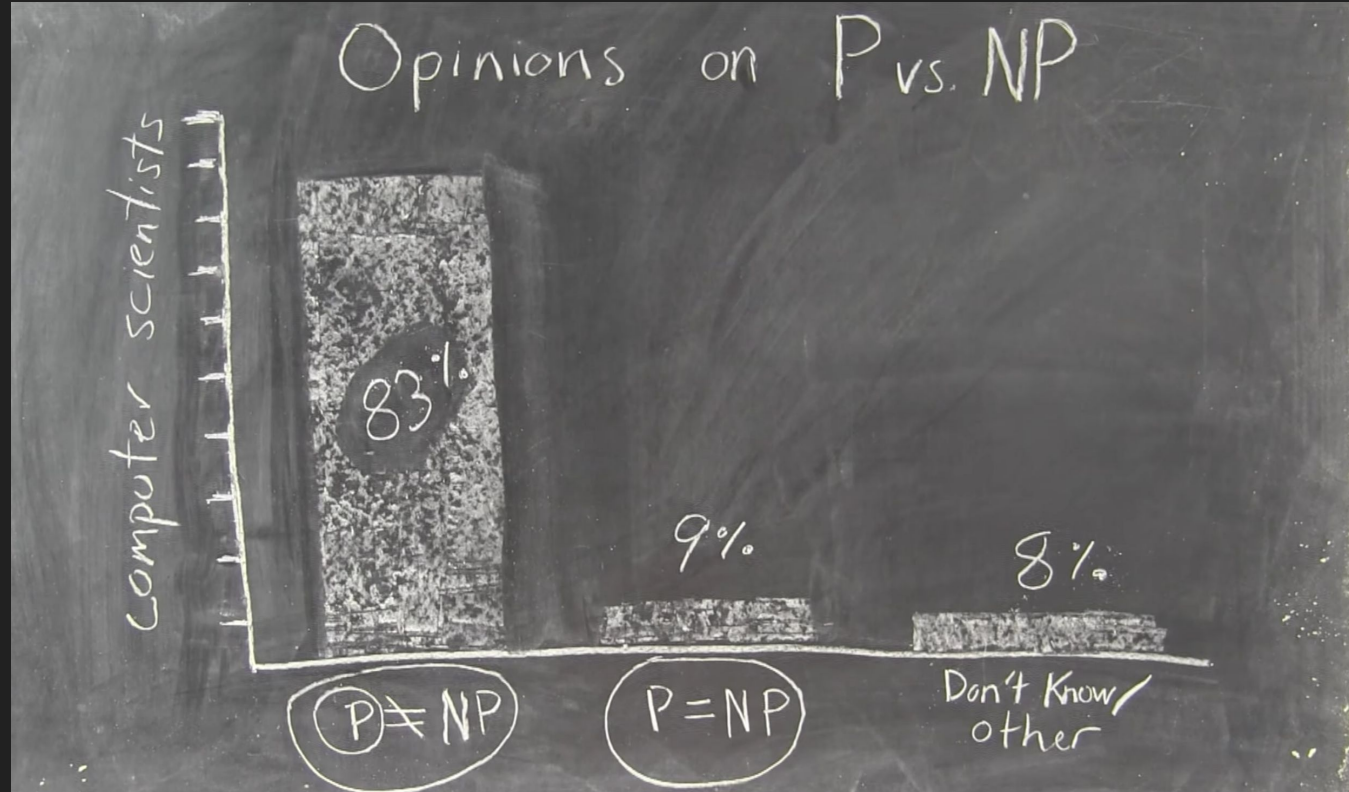 Opinions on P vs. NP
computer scientists
83%
9%
8%
P ≠ NP
P = NP
Don't Know/
other